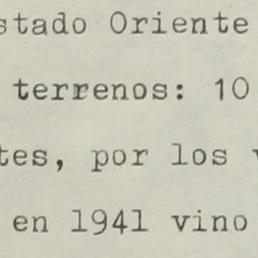 stado Oriente
terrenos: 10
tes, por los v
en 1941 vino